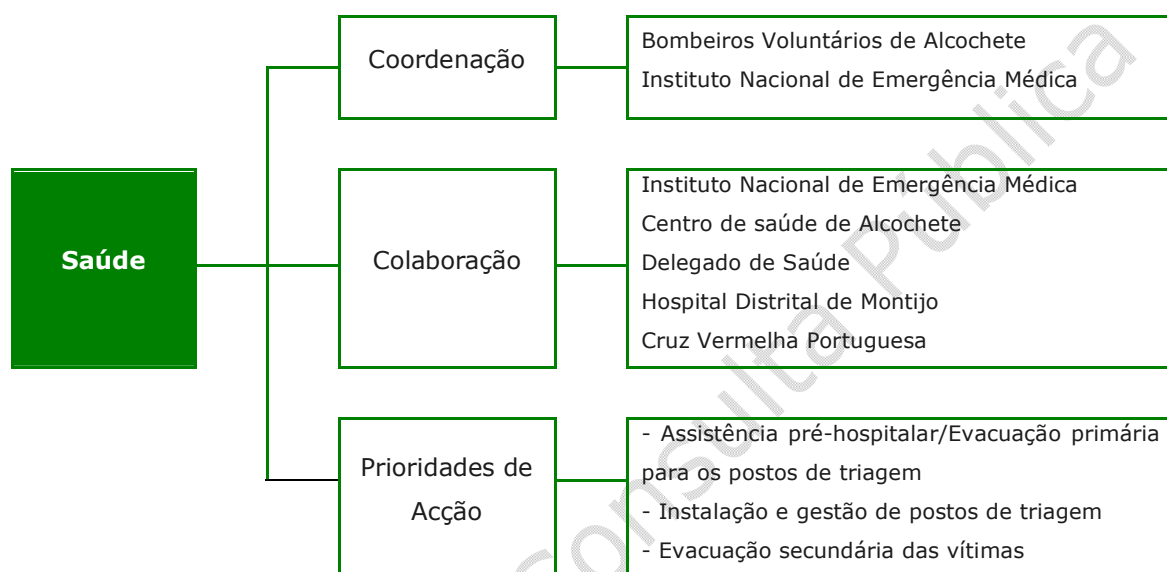 Saúde
Coordenação
Bombeiros Voluntários de Alcochete
Instituto Nacional de Emergência Médica
Colaboração
Instituto Nacional de Emergência Médica
Centro de saúde de Alcochete
Delegado de Saúde
Hospital Distrital de Montijo
Cruz Vermelha Portuguesa
Prioridades de
Acção
- Assistência pré-hospitalar/Evacuação primária
para os postos de triagem
- Instalação e gestão de postos de triagem
- Evacuação secundária das vítimas
Consulta Pública